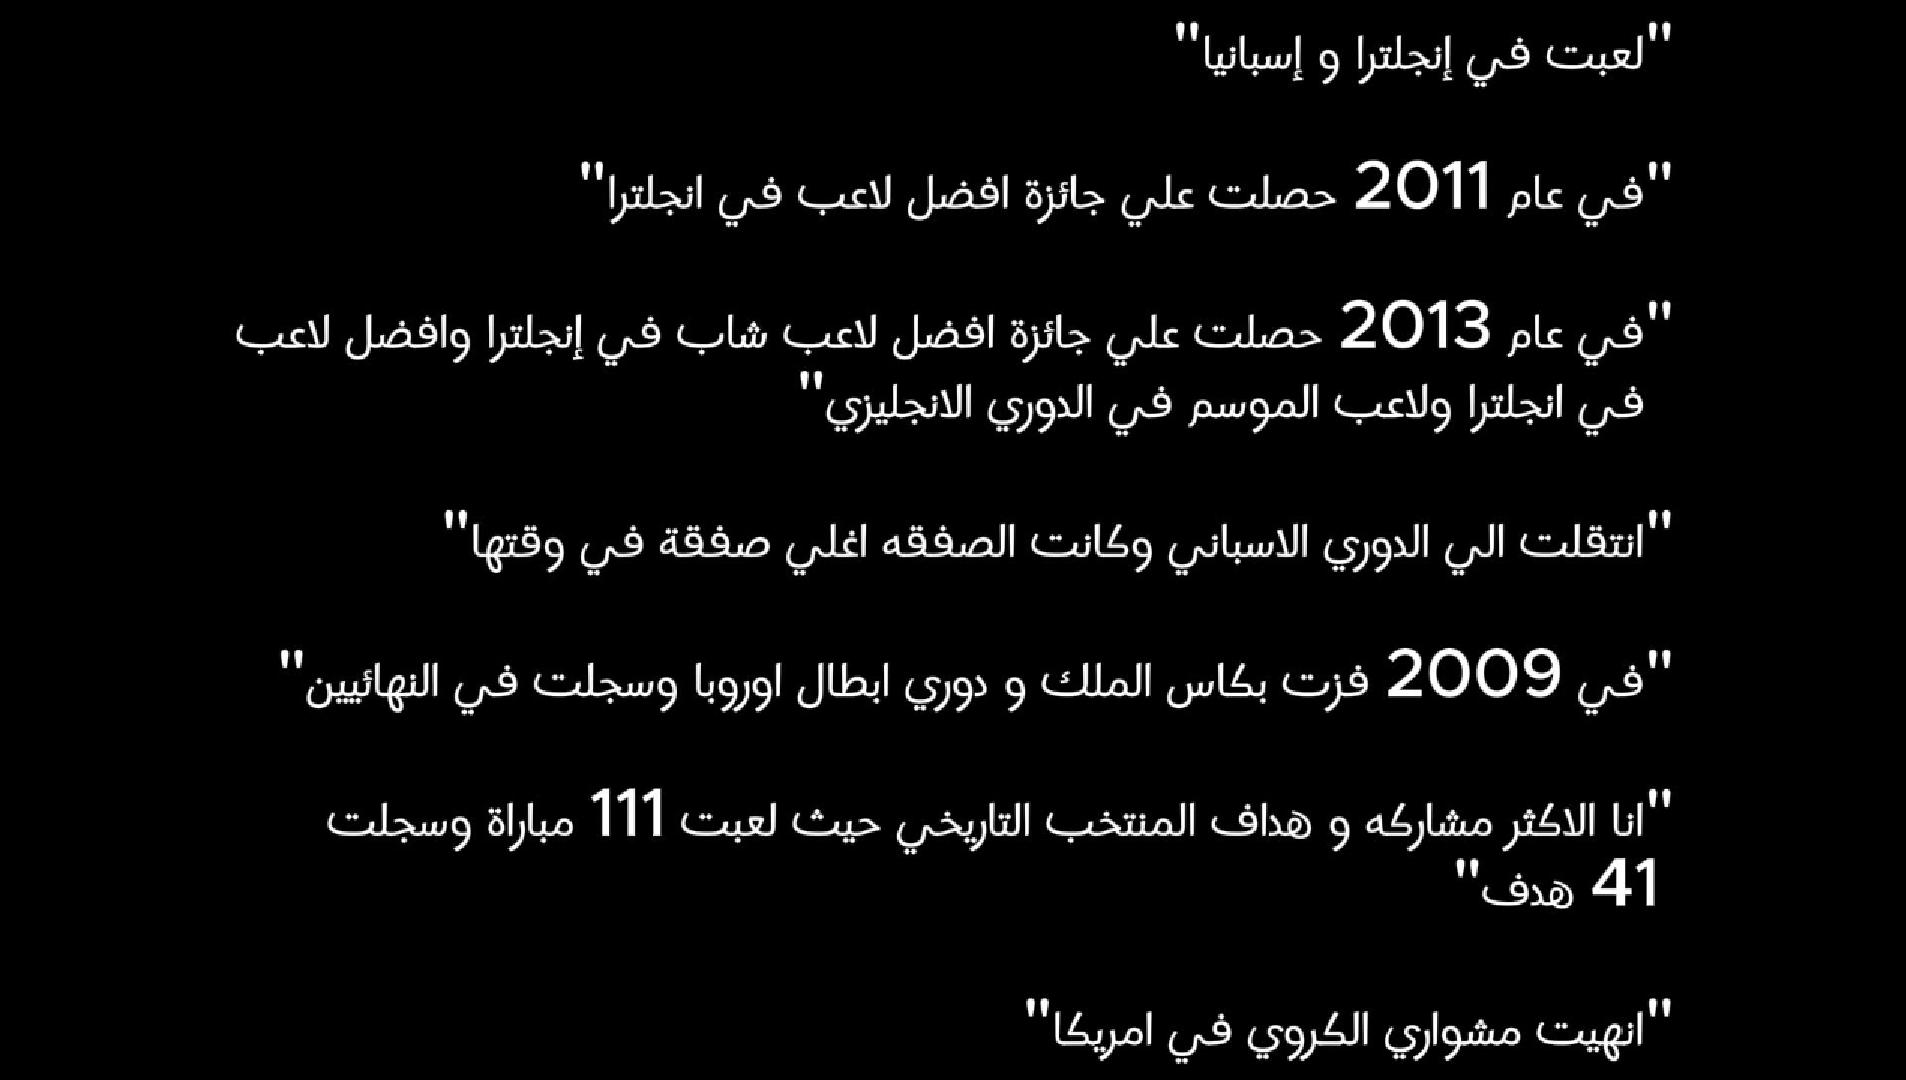 "لعبت في إنجلترا و إسبانيا"
"في عام 2011 حصلت علي جائزة افضل لاعب في انجلترا"
"في عام 2013 حصلت علي جائزة افضل لاعب شاب في إنجلترا وافضل لاعب
في انجلترا ولاعب الموسم في الدوري الانجليزي"
"انتقلت الي الدوري الاسباني وكانت الصفقه اغلي صفقة في وقتها"
"في 2009 فزت بكاس الملك و دوري ابطال اوروبا وسجلت في النهائيين"
"انا الاكثر مشاركه و هداف المنتخب التاريخي حيث لعبت 111 مباراة وسجلت
41 هدف"
"انهيت مشواري الكروي في امريكا"